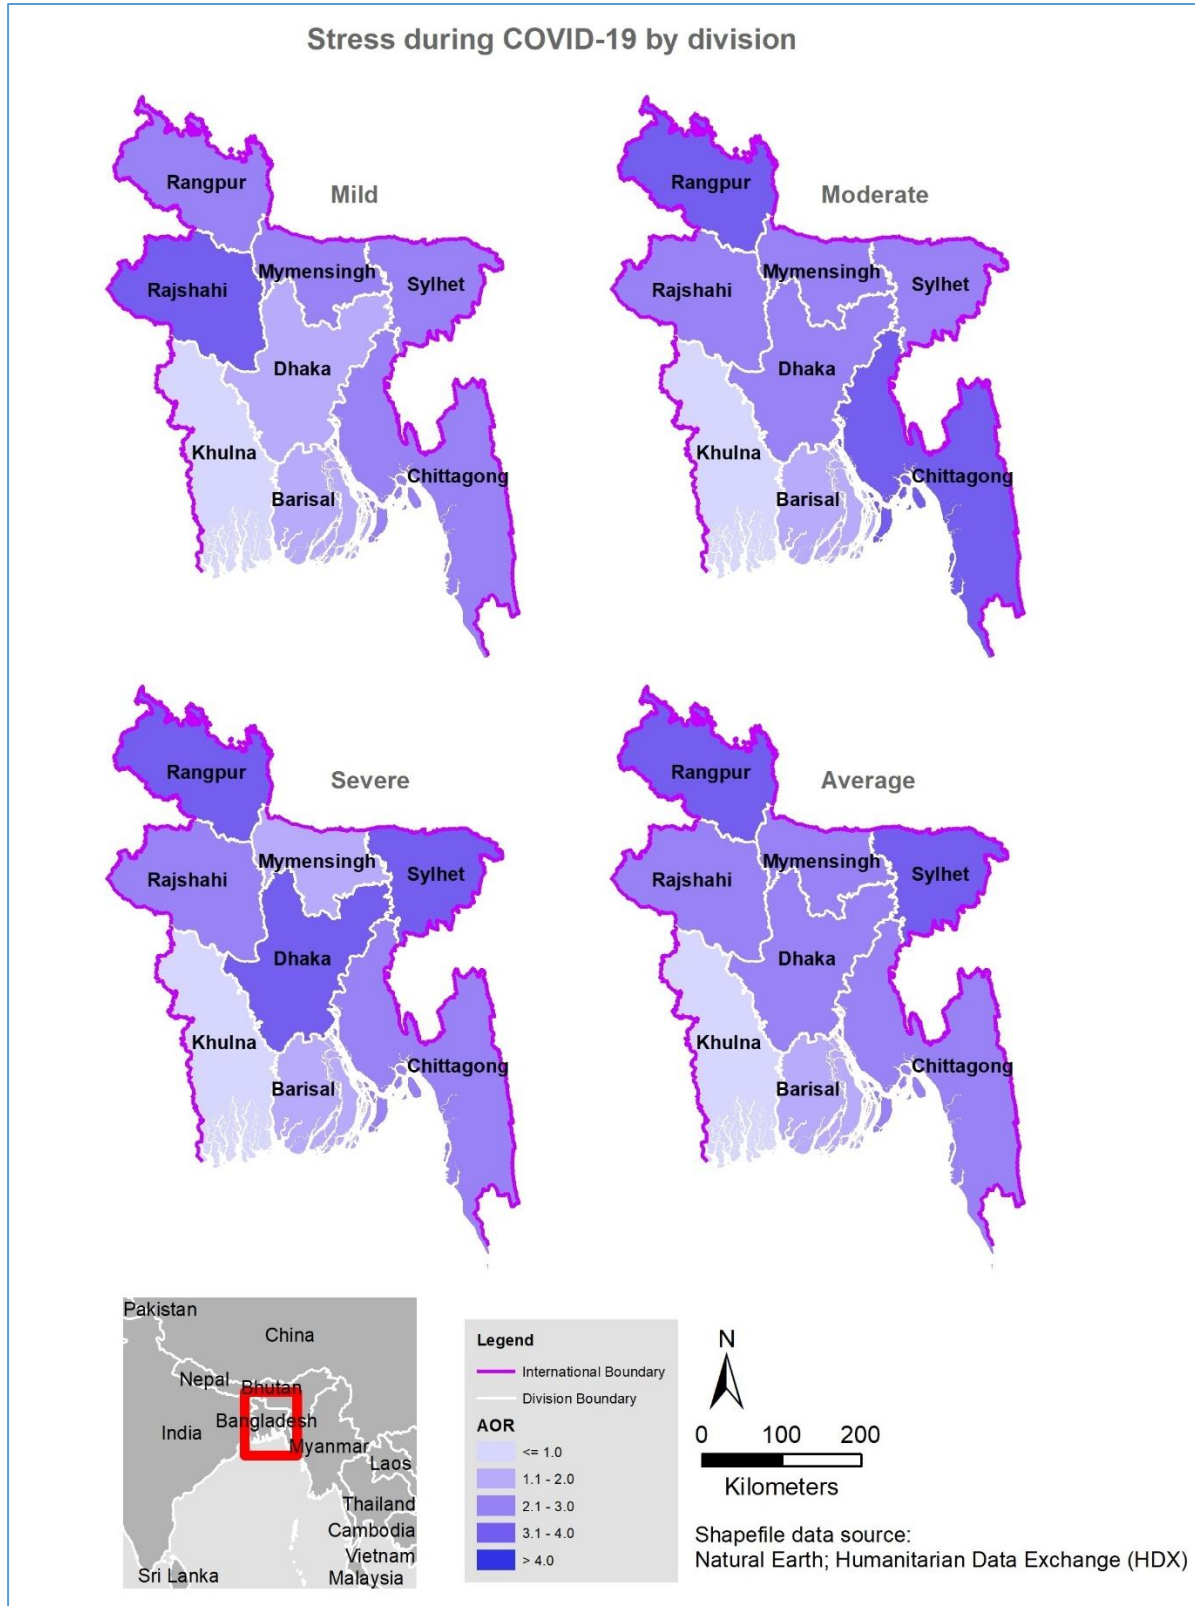 Stress during COVID-19 by division
Mild
Rangpur
Mymensingh
Rajshahi
Sylhet
Dhaka
Khulna
Barisal
Chittagong
Moderate
Rangpur
Mymensingh
Rajshahi
Sylhet
Dhaka
Khulna
Barisal
Chittagong
Severe
Rangpur
Mymensingh
Rajshahi
Sylhet
Dhaka
Khulna
Barisal
Chittagong
Average
Rangpur
Mymensingh
Rajshahi
Sylhet
Dhaka
Khulna
Barisal
Chittagong
Pakistan
China
Nepal
Bhutan
Bangladesh
India
Myanmar
Laos
Thailand
Cambodia
Vietnam
Sri Lanka
Malaysia
Legend
International Boundary
Division Boundary
AOR
<= 1.0
1.1 - 2.0
2.1 - 3.0
3.1 - 4.0
> 4.0
N
0 100 200
Kilometers
Shapefile data source:
Natural Earth; Humanitarian Data Exchange (HDX)